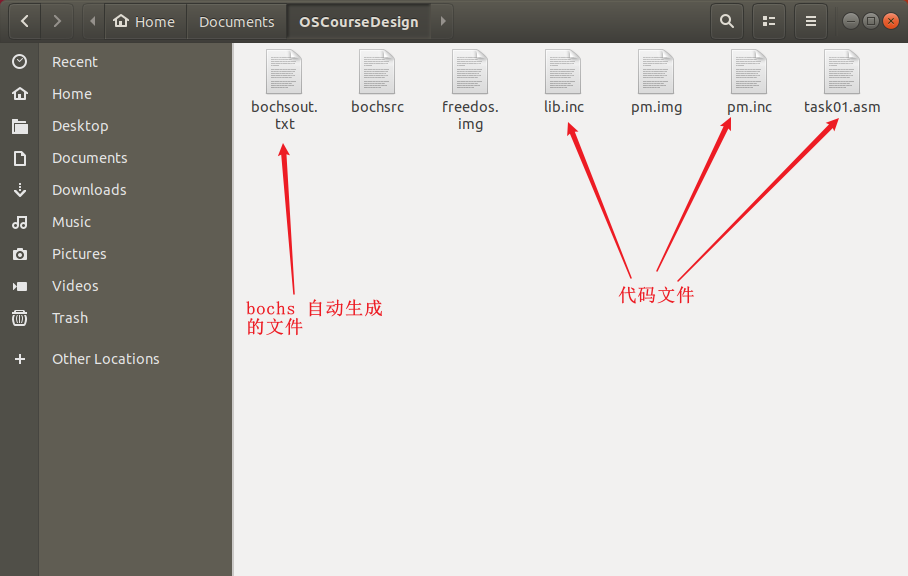 Home
Documents
OSCourseDesign
Recent
Home
Desktop
Documents
Downloads
Music
Pictures
Videos
Trash
Other Locations
bochsout.
txt
bochsrc
freedos.
img
lib.inc
pm.img
pm.inc
task01.asm
bochs 自动生成
的文件
代码文件